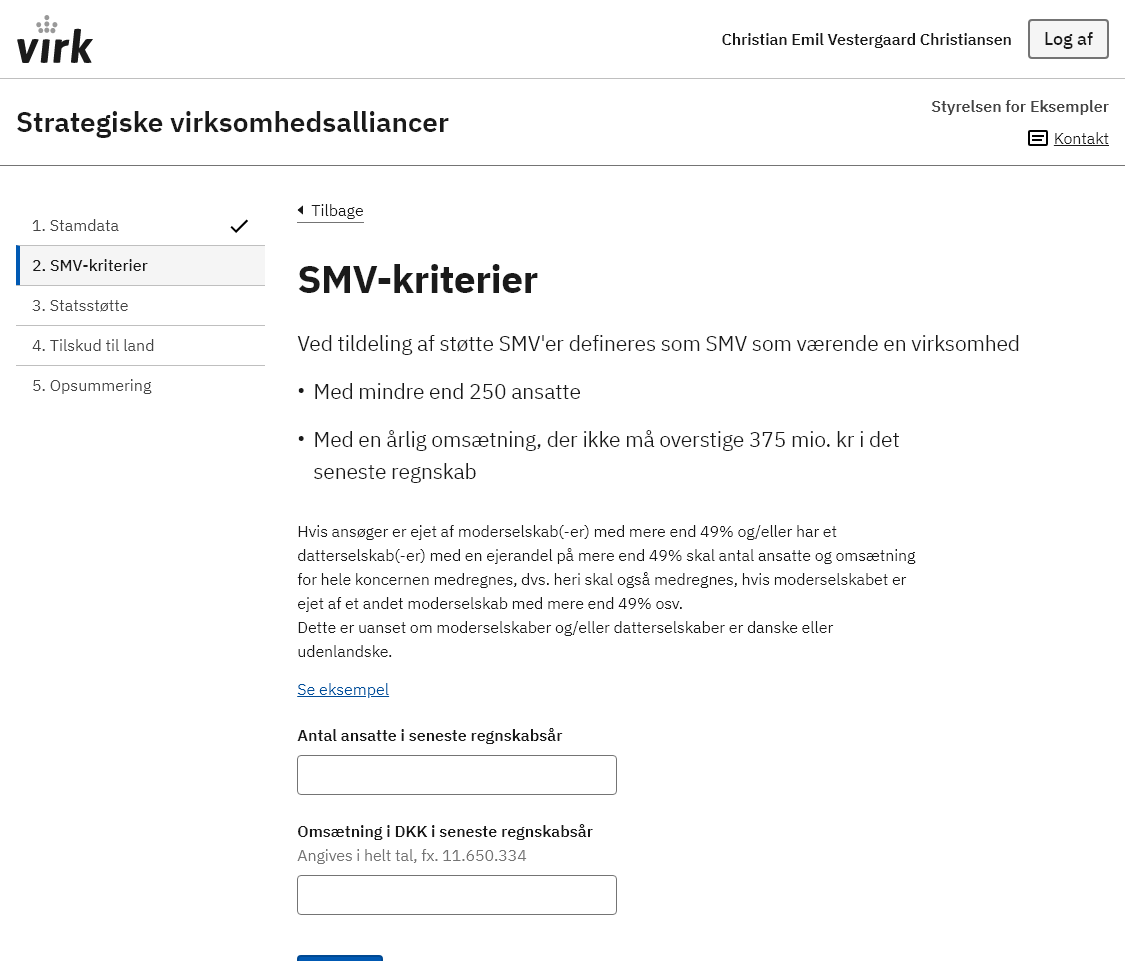 virk
Christian Emil Vestergaard Christiansen
Log af
Strategiske virksomhedsalliancer
Styrelsen for Eksempler
Kontakt
1. Stamdata
2. SMV-kriterier
3. Statsstøtte
4. Tilskud til land
5. Opsummering
Tilbage
SMV-kriterier
Ved tildeling af støtte SMV'er defineres som SMV som værende en virksomhed
• Med mindre end 250 ansatte
• Med en årlig omsætning, der ikke må overstige 375 mio. kr i det
seneste regnskab
Hvis ansøger er ejet af moderselskab(-er) med mere end 49% og/eller har et
datterselskab(-er) med en ejerandel på mere end 49% skal antal ansatte og omsætning
for hele koncernen medregnes, dvs. heri skal også medregnes, hvis moderselskabet er
ejet af et andet moderselskab med mere end 49% osv.
Dette er uanset om moderselskaber og/eller datterselskaber er danske eller
udenlandske.
Se eksempel
Antal ansatte i seneste regnskabsår
Omsætning i DKK i seneste regnskabsår
Angives i helt tal, fx. 11.650.334